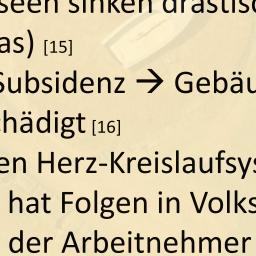 seen sinken drastisc
as) [15]
Subsidenz → Gebäu
hädigt [16]
en Herz-Kreislaufsys
hat Folgen in Volks
der Arbeitnehmer